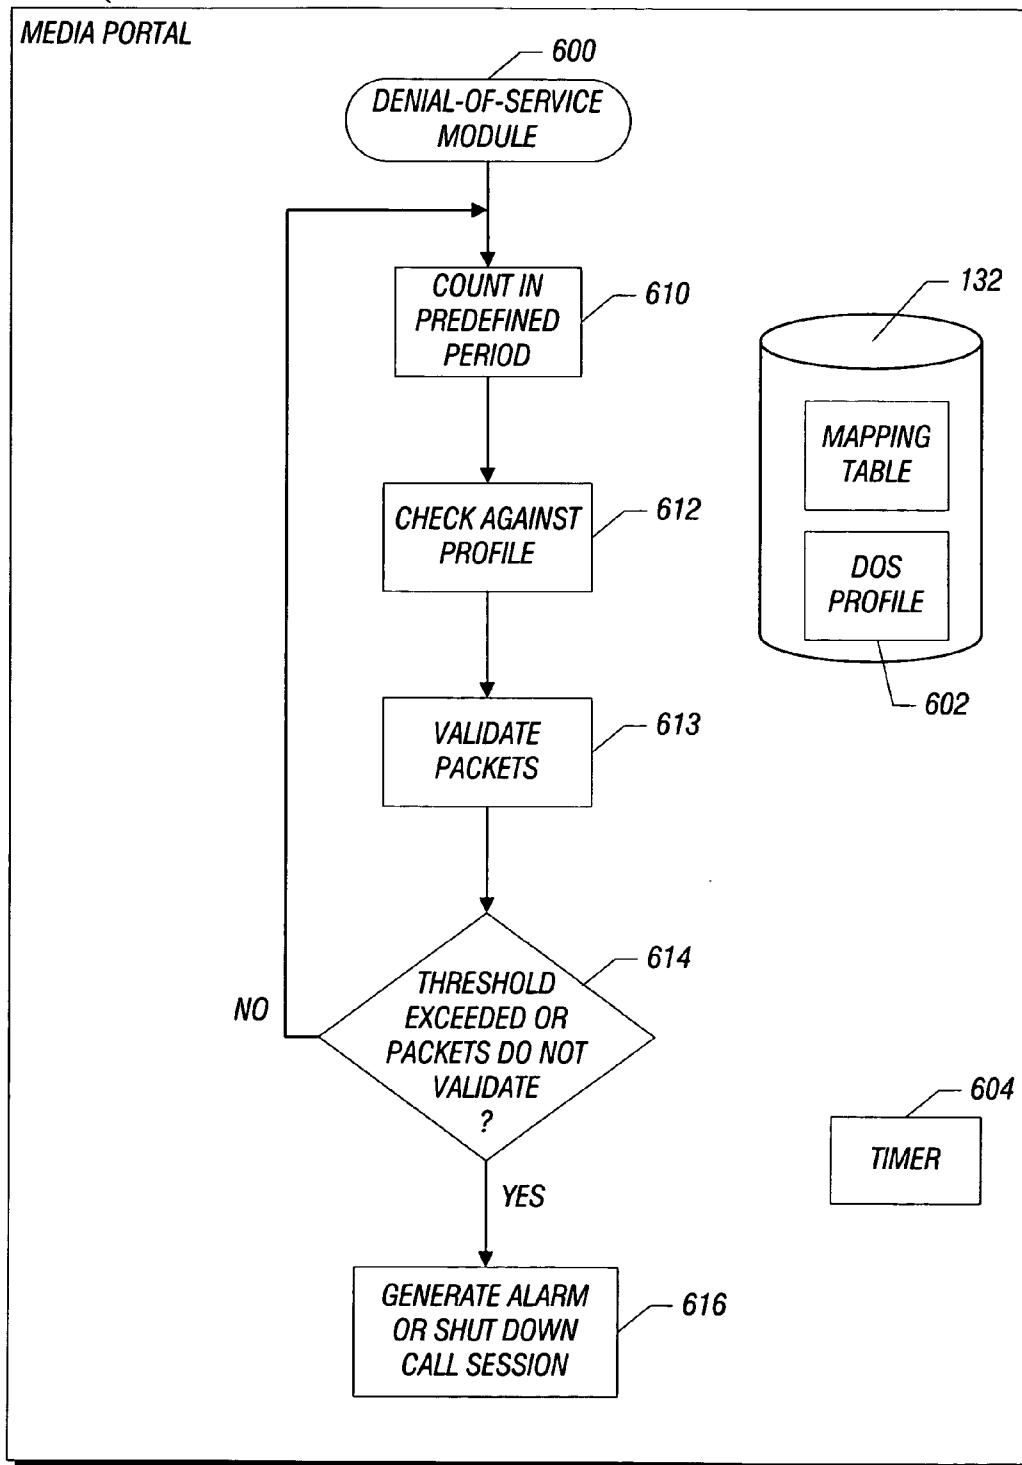 MEDIA PORTAL
600
DENIAL-OF-SERVICE
MODULE
COUNT IN
PREDEFINED
PERIOD
610
132
MAPPING
TABLE
DOS
PROFILE
602
CHECK AGAINST
PROFILE
612
VALIDATE
PACKETS
613
THRESHOLD
EXCEEDED OR
PACKETS DO NOT
VALIDATE
?
614
NO
YES
604
TIMER
GENERATE ALARM
OR SHUT DOWN
CALL SESSION
616